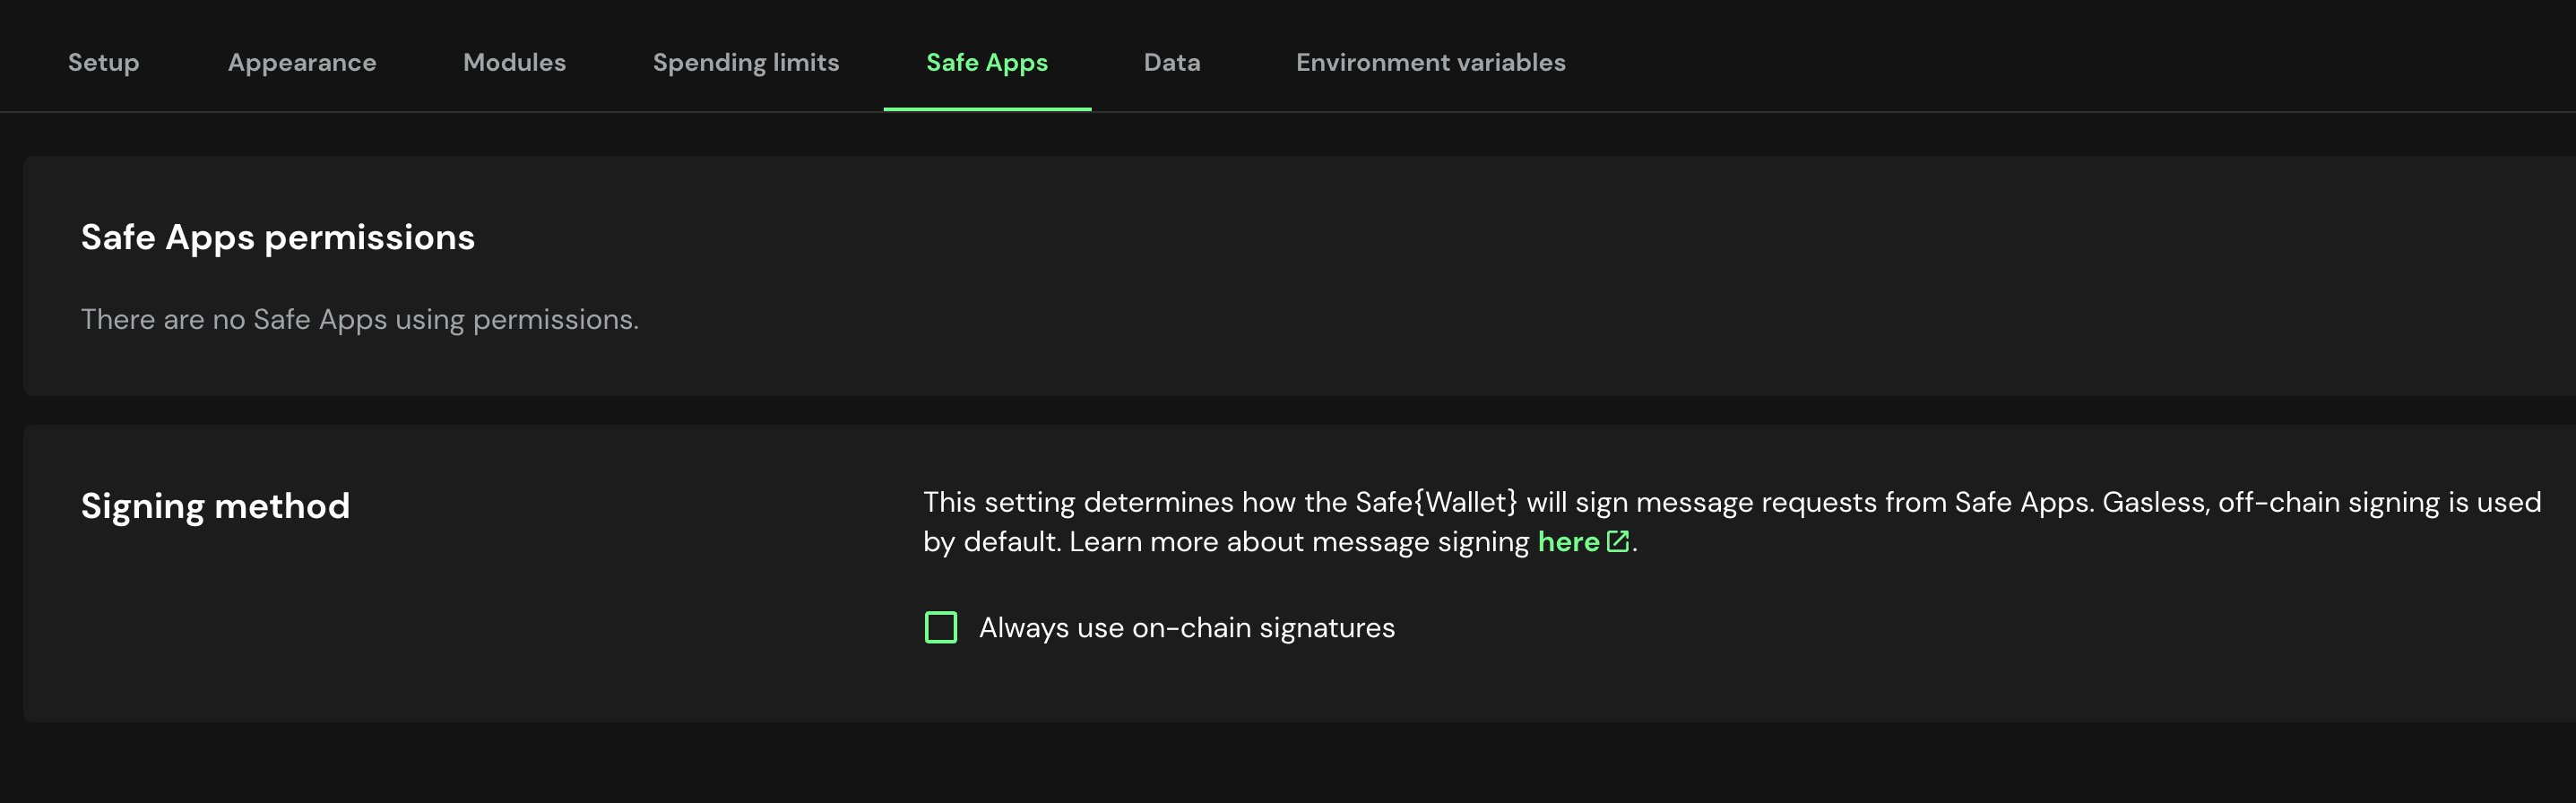 Setup Appearance Modules Spending limits Safe Apps Data Environment variables
Safe Apps permissions
There are no Safe Apps using permissions.
Signing method
This setting determines how the Safe{Wallet} will sign message requests from Safe Apps. Gasless, off-chain signing is used
by default. Learn more about message signing here.
Always use on-chain signatures